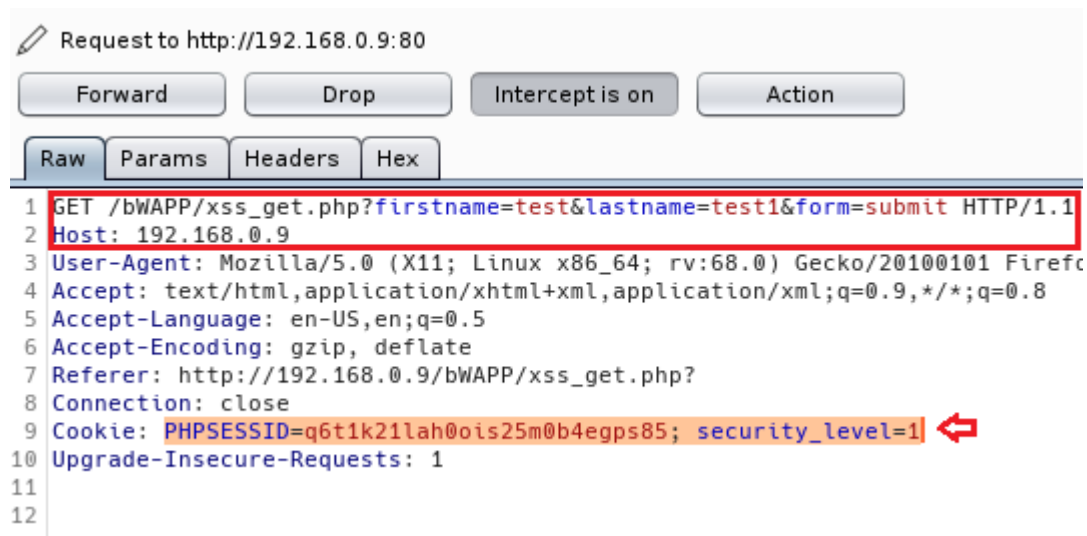 Request to http://192.168.0.9:80
Forward Drop Intercept is on Action
Raw Params Headers Hex
1 GET /bWAPP/xss_get.php?firstname=test&lastname=test1&form=submit HTTP/1.1
2 Host: 192.168.0.9
3 User-Agent: Mozilla/5.0 (X11; Linux x86_64; rv:68.0) Gecko/20100101 Firefo
4 Accept: text/html,application/xhtml+xml,application/xml;q=0.9,*/*;q=0.8
5 Accept-Language: en-US,en;q=0.5
6 Accept-Encoding: gzip, deflate
7 Referer: http://192.168.0.9/bWAPP/xss_get.php?
8 Connection: close
9 Cookie: PHPSESSID=q6t1k21lah0ois25m0b4egps85; security_level=1
10 Upgrade-Insecure-Requests: 1
11
12